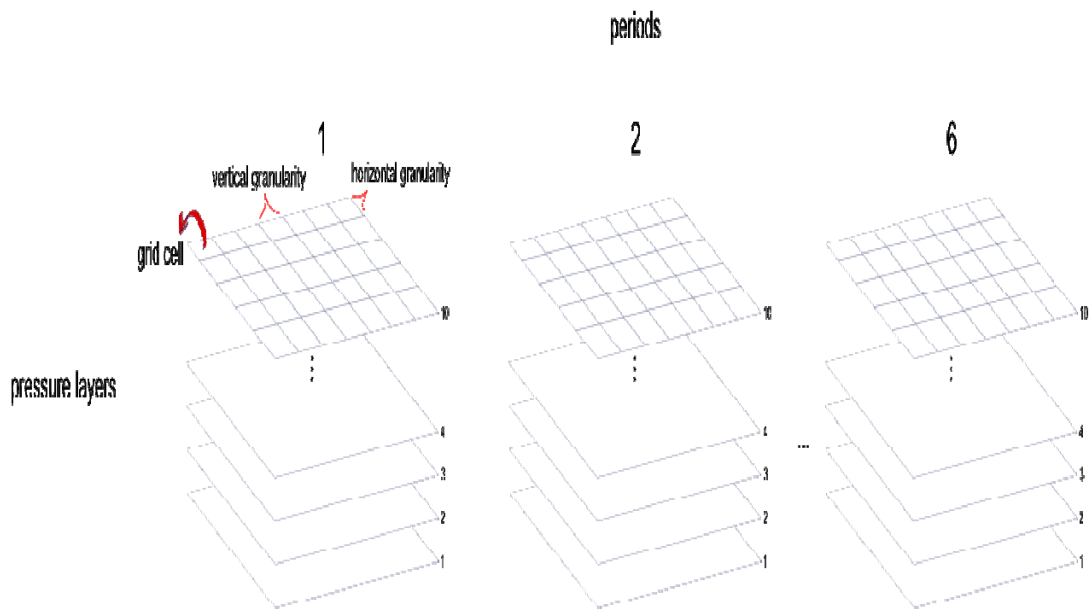 periods
1 2 6
vertical granularity
horizontal granularity
grid cell
10 10 10
pressure layers
4 4 4
...
3 3 3
2 2 2
1 1 1